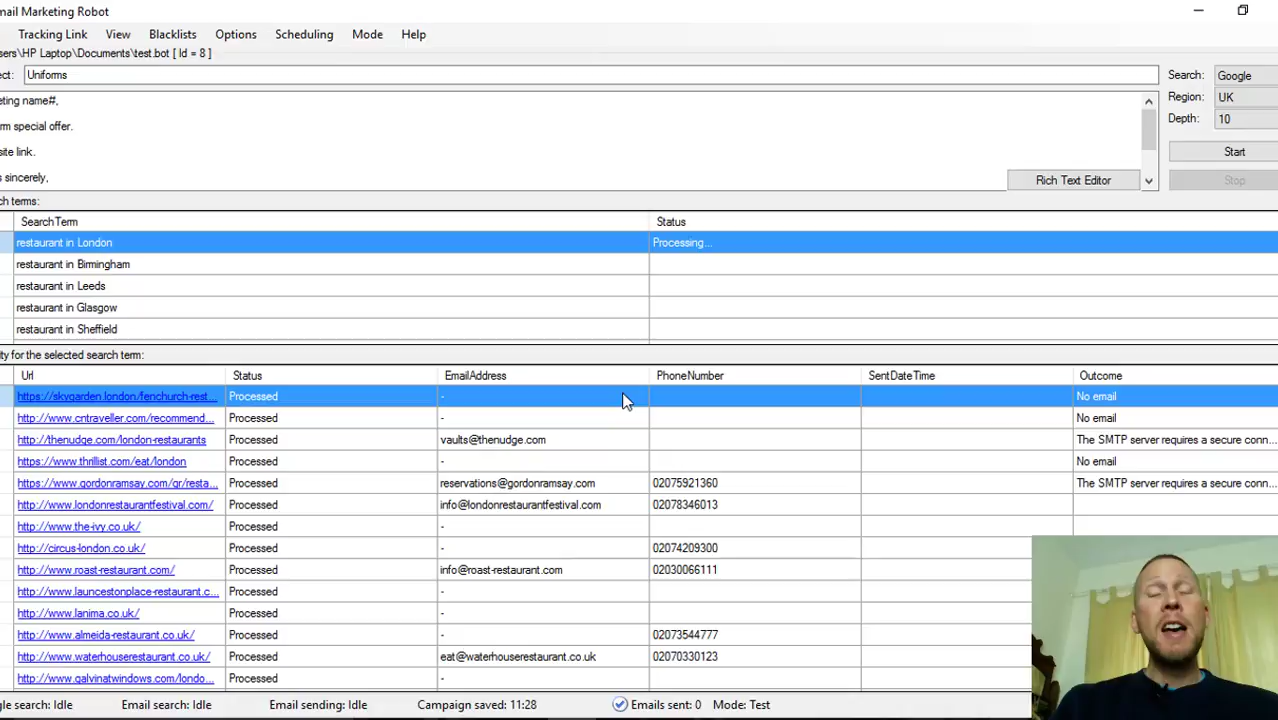 mail Marketing Robot
Tracking Link View Blacklists Options Scheduling Mode Help
sers\HP Laptop\Documents\test.bot [ Id = 8 ]
ect: Uniforms
Search: Google
eting name#,
Region: UK
rm special offer.
Depth: 10
site link.
Start
s sincerely,
Rich Text Editor
Stop
ch terms:
SearchTerm Status
restaurant in London Processing...
restaurant in Birmingham
restaurant in Leeds
restaurant in Glasgow
restaurant in Sheffield
ity for the selected search term:
Url Status EmailAddress PhoneNumber SentDateTime Outcome
https://skygarden.london/fenchurch-rest... Processed - No email
http://www.cntraveller.com/recommend... Processed - No email
http://thenudge.com/london-restaurants Processed vaults@thenudge.com The SMTP server requires a secure conn...
https://www.thrillist.com/eat/london Processed - No email
https://www.gordonramsay.com/gr/resta... Processed reservations@gordonramsay.com 02075921360 The SMTP server requires a secure conn...
http://www.londonrestaurantfestival.com/ Processed info@londonrestaurantfestival.com 02078346013
http://www.the-ivy.co.uk/ Processed -
http://circus-london.co.uk/ Processed - 02074209300
http://www.roast-restaurant.com/ Processed info@roast-restaurant.com 02030066111
http://www.launcestonplace-restaurant.c... Processed -
http://www.lanima.co.uk/ Processed -
http://www.almeida-restaurant.co.uk/ Processed - 02073544777
http://www.waterhouserestaurant.co.uk/ Processed eat@waterhouserestaurant.co.uk 02070330123
http://www.galvinatwindows.com/londo... Processed -
gle search: Idle Email search: Idle Email sending: Idle Campaign saved: 11:28 Emails sent: 0 Mode: Test